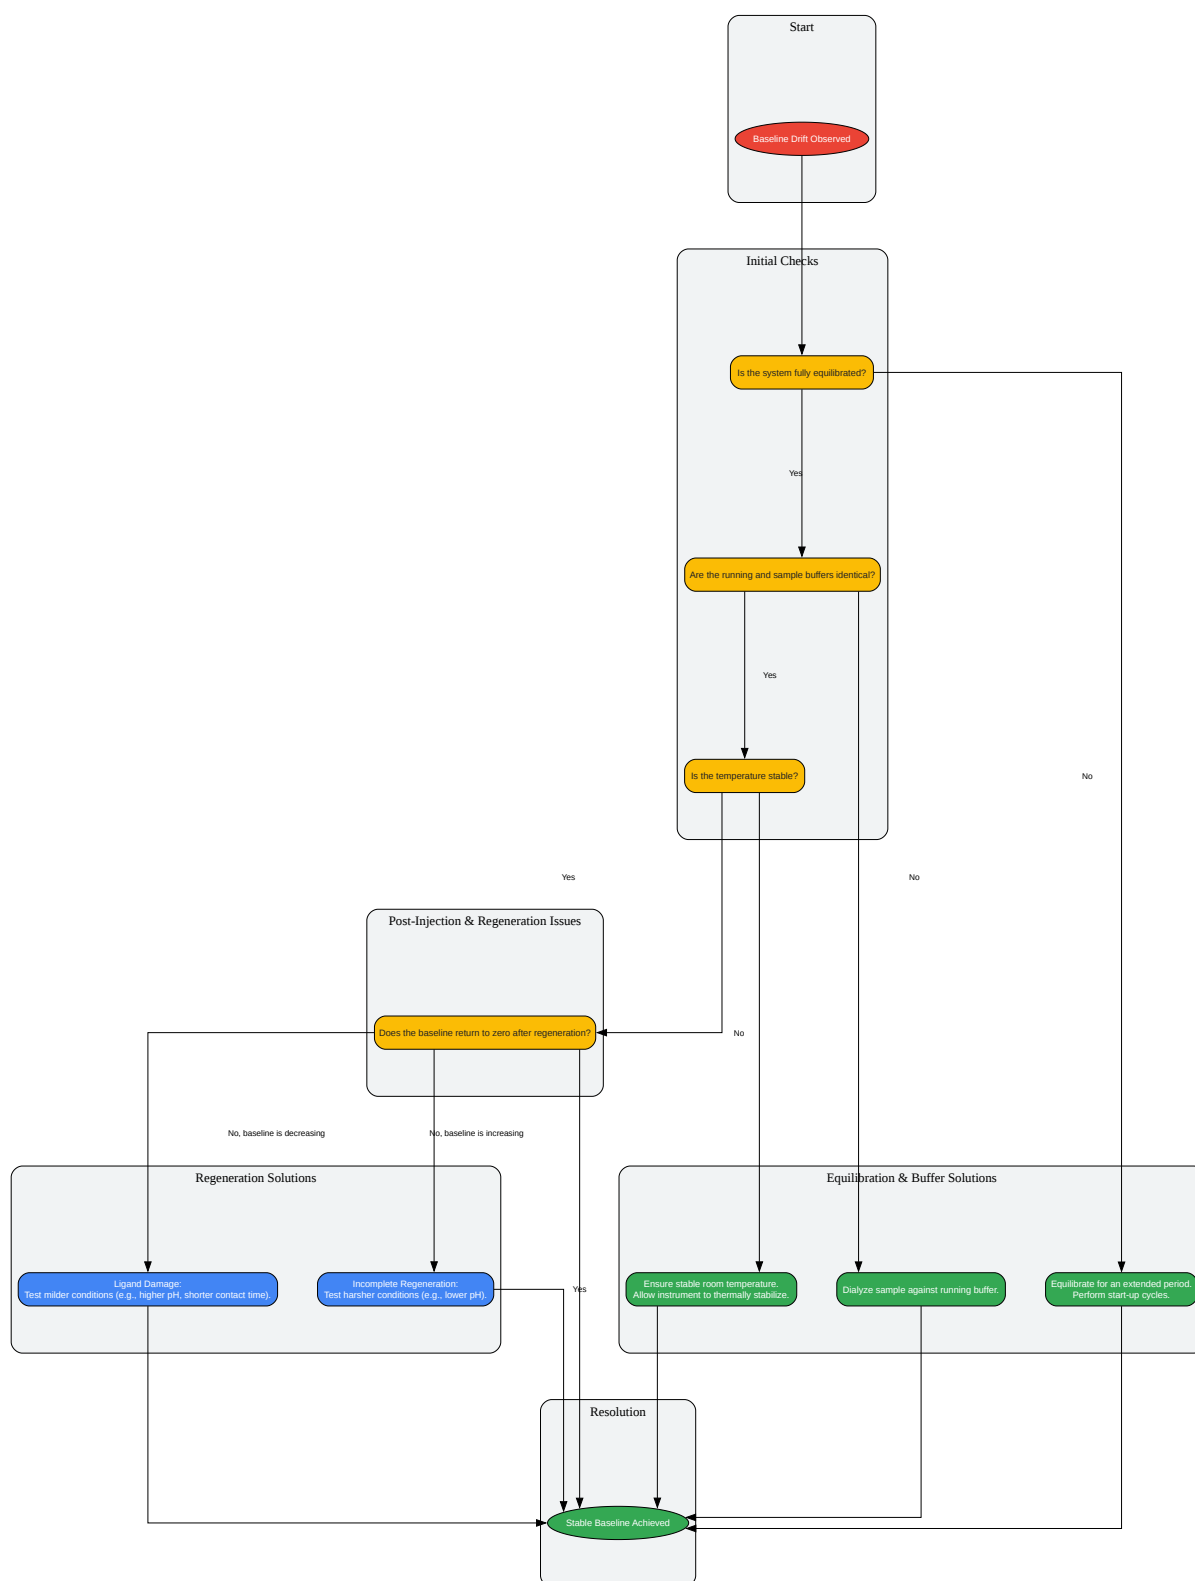 Start
Baseline Drift Observed
Initial Checks
Is the system fully equilibrated?
Yes
Are the running and sample buffers identical?
Yes
Is the temperature stable?
No
Yes
No
Post-Injection & Regeneration Issues
Does the baseline return to zero after regeneration?
No
No, baseline is decreasing
No, baseline is increasing
Regeneration Solutions
Equilibration & Buffer Solutions
Ligand Damage:
Test milder conditions (e.g., higher pH, shorter contact time).
Incomplete Regeneration:
Test harsher conditions (e.g., lower pH).
Yes
Ensure stable room temperature.
Allow instrument to thermally stabilize.
Dialyze sample against running buffer.
Equilibrate for an extended period.
Perform start-up cycles.
Resolution
Stable Baseline Achieved